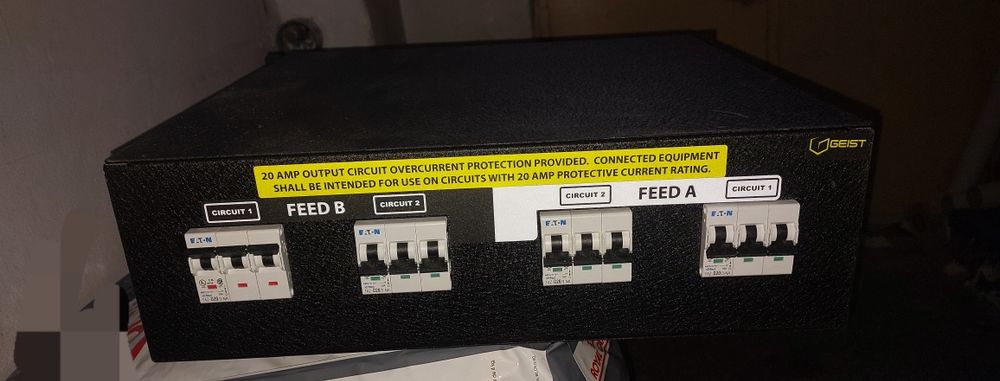 GEIST
20 AMP OUTPUT CIRCUIT OVERCURRENT PROTECTION PROVIDED. CONNECTED EQUIPMENT
SHALL BE INTENDED FOR USE ON CIRCUITS WITH 20 AMP PROTECTIVE CURRENT RATING.
CIRCUIT 1
FEED B
CIRCUIT 2
CIRCUIT 2
FEED A
CIRCUIT 1
EATON
EATON
EATON
EATON